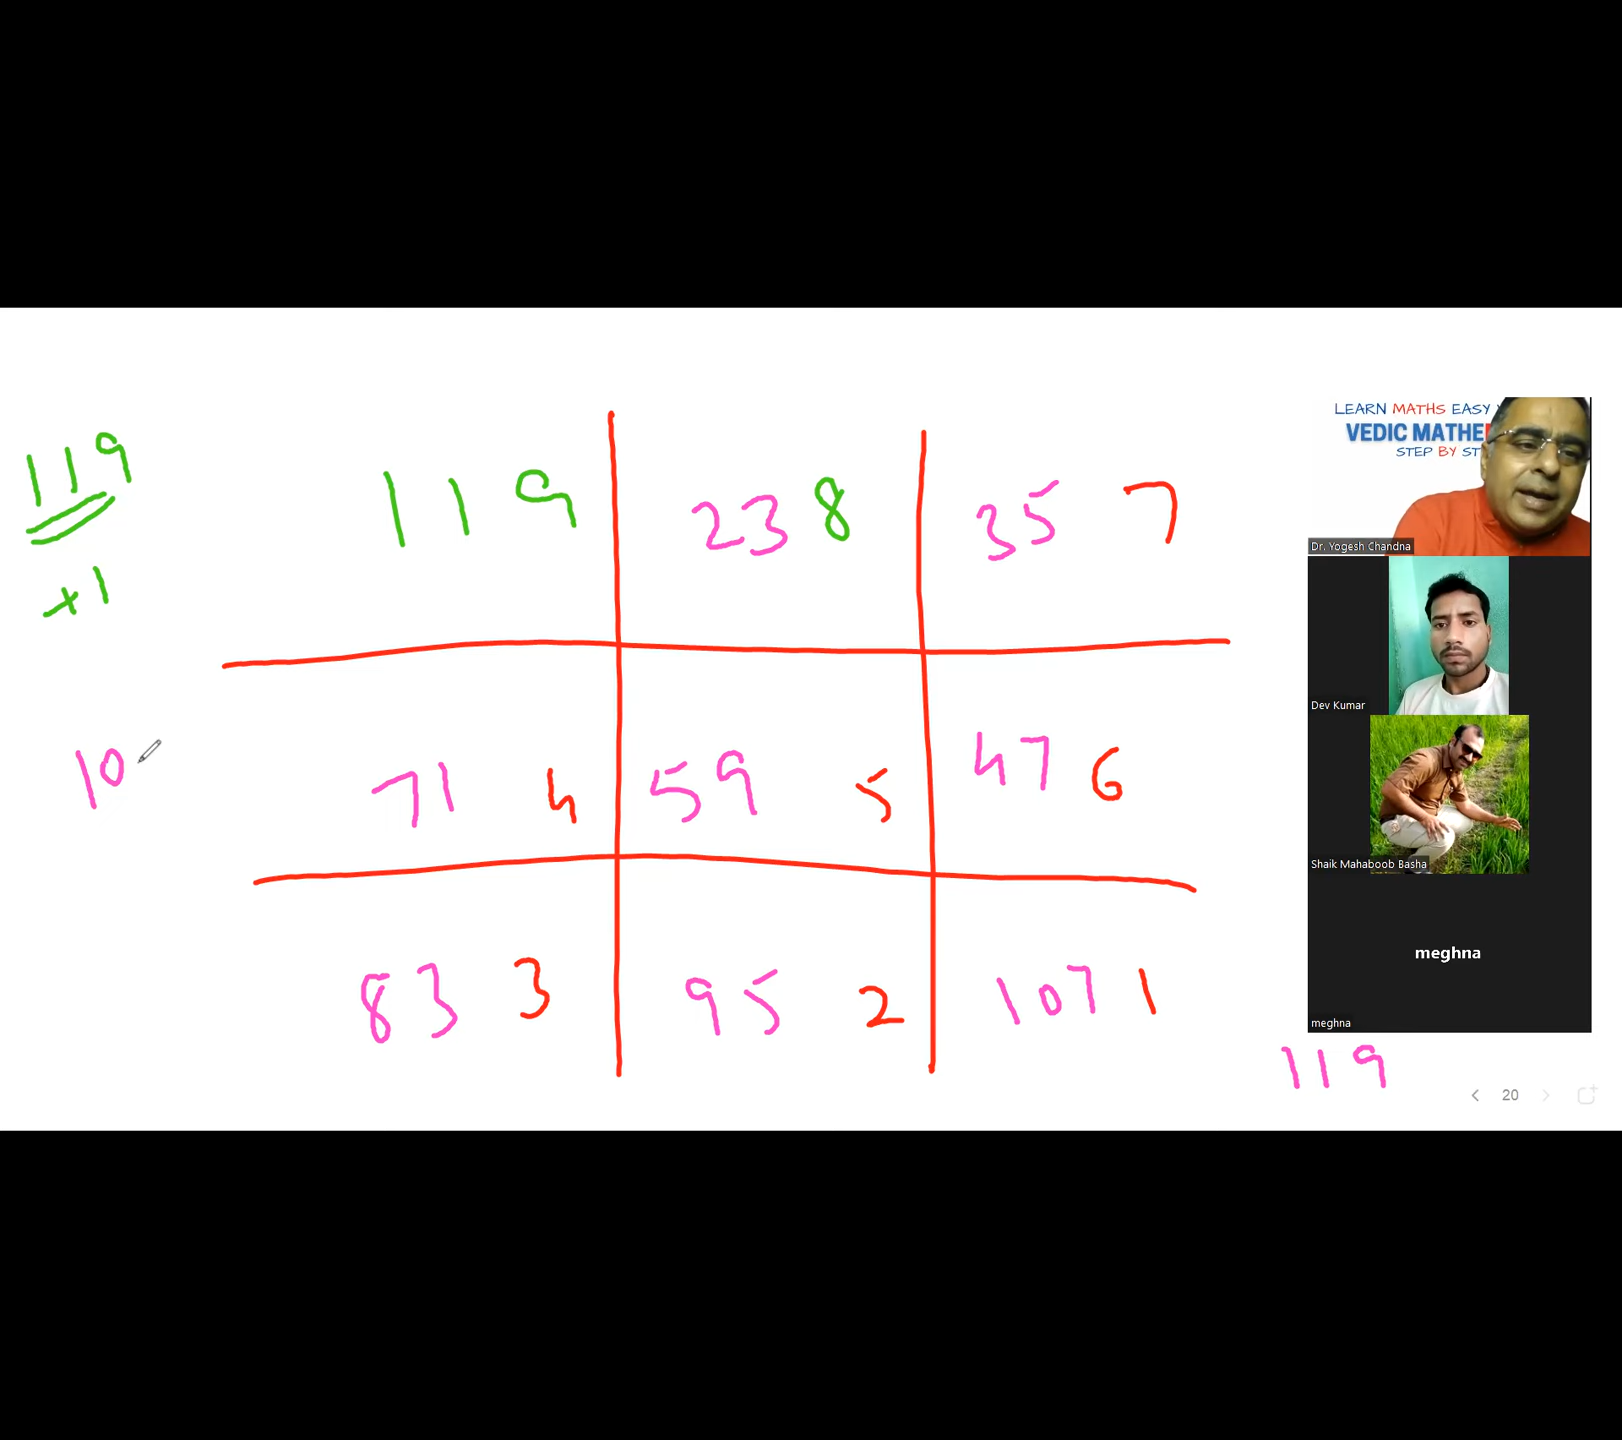 LEARN MATHS EASY
VEDIC MATHE
STEP BY ST
119
+1
119 238 357
10
71 4 59 5 47 6
83 3 95 2 107 1
Dr. Yogesh Chandna
Dev Kumar
Shaik Mahaboob Basha
meghna
meghna
119
20